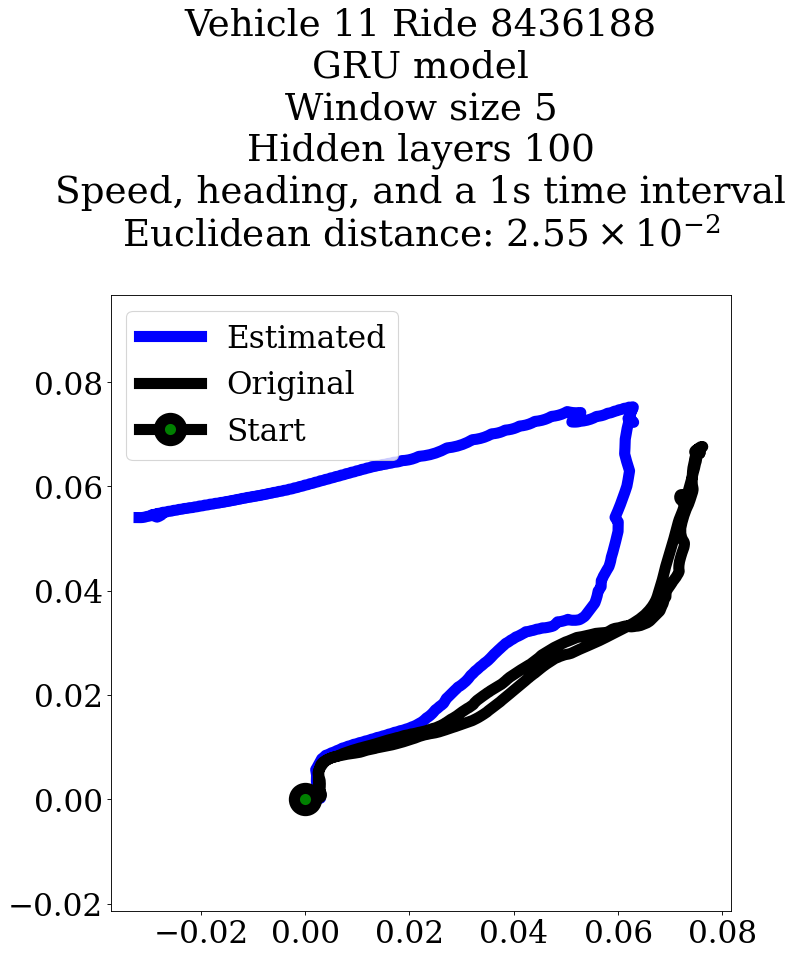 Vehicle 11 Ride 8436188
GRU model
Window size 5
Hidden layers 100
Speed, heading, and a 1s time interval
Euclidean distance: 2.55 × 10⁻²
Estimated
Original
Start
0.08
0.06
0.04
0.02
0.00
−0.02
−0.02 0.00 0.02 0.04 0.06 0.08